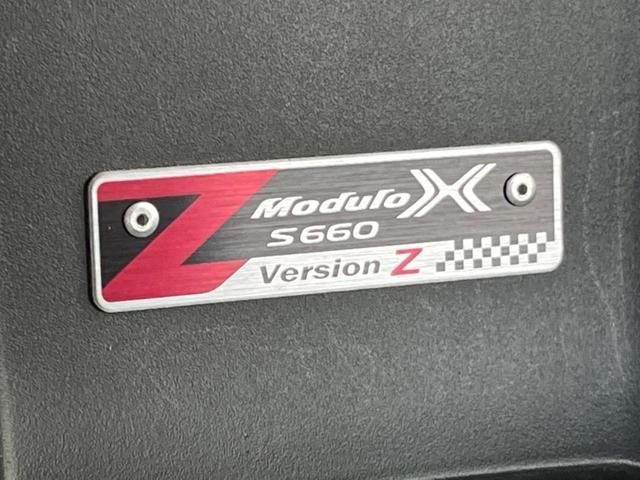 Z
Modulo X
S660
Version Z